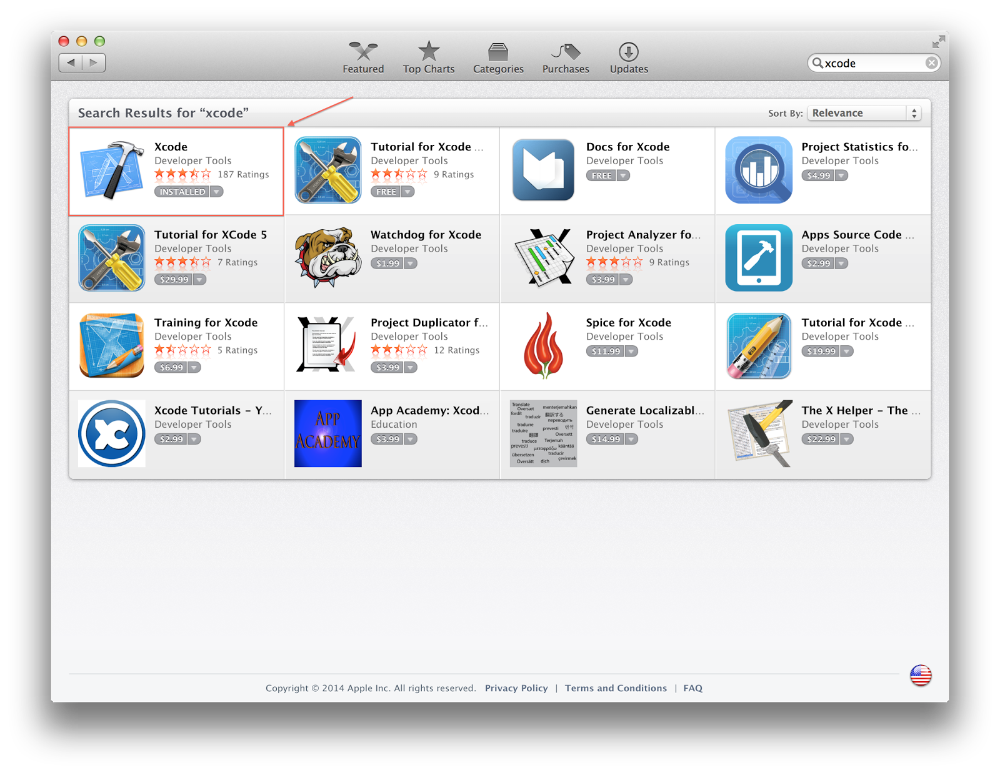 Featured
Top Charts
Categories
Purchases
Updates
xcode
Search Results for “xcode”
Sort By:
Relevance
Xcode
Developer Tools
187 Ratings
INSTALLED
Tutorial for Xcode ...
Developer Tools
9 Ratings
FREE
Docs for Xcode
Developer Tools
FREE
Project Statistics fo...
Developer Tools
$4.99
Tutorial for XCode 5
Developer Tools
7 Ratings
$29.99
Watchdog for Xcode
Developer Tools
$1.99
Project Analyzer fo...
Developer Tools
9 Ratings
$3.99
Apps Source Code ...
Developer Tools
$2.99
Training for Xcode
Developer Tools
5 Ratings
$6.99
Project Duplicator f...
Developer Tools
12 Ratings
$3.99
Spice for Xcode
Developer Tools
$11.99
Tutorial for Xcode ...
Developer Tools
$19.99
XC
Xcode Tutorials – Y...
Developer Tools
$2.99
APP
ACADEMY
App Academy: Xcod...
Education
$3.99
Translate
Oversæt
menterjemahkan
fordít
traduzir
翻訳する
переводить
tradurre
traduire
prevesti
번역
翻譯
Oversett
traduce
Terjemah
prevesti
μεταφράζω
kääntää
übersetzen
traducir
Översätt
dịch
çevirmek
Generate Localizabl...
Developer Tools
$14.99
The X Helper – The ...
Developer Tools
$22.99
Copyright © 2014 Apple Inc. All rights reserved. Privacy Policy | Terms and Conditions | FAQ